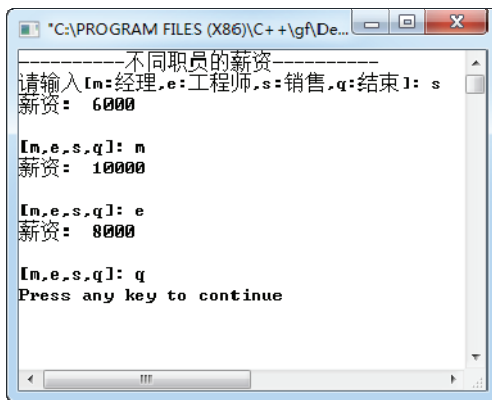 "C:\PROGRAM FILES (X86)\C++\gf\De...
----------不同职员的薪资----------
请输入[m:经理,e:工程师,s:销售,q:结束]: s
薪资: 6000
[m,e,s,q]: m
薪资: 10000
[m,e,s,q]: e
薪资: 8000
[m,e,s,q]: q
Press any key to continue